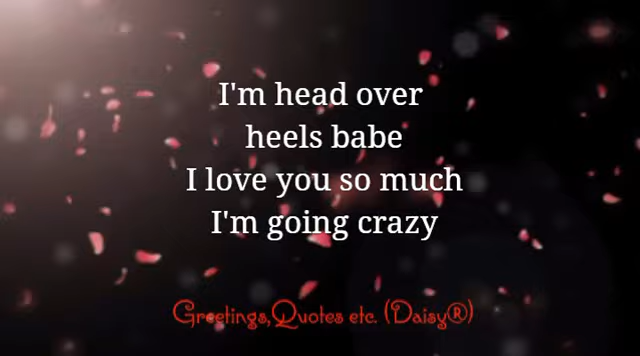 I'm head over
heels babe
I love you so much
I'm going crazy
Greetings,Quotes etc. (Daisy®)